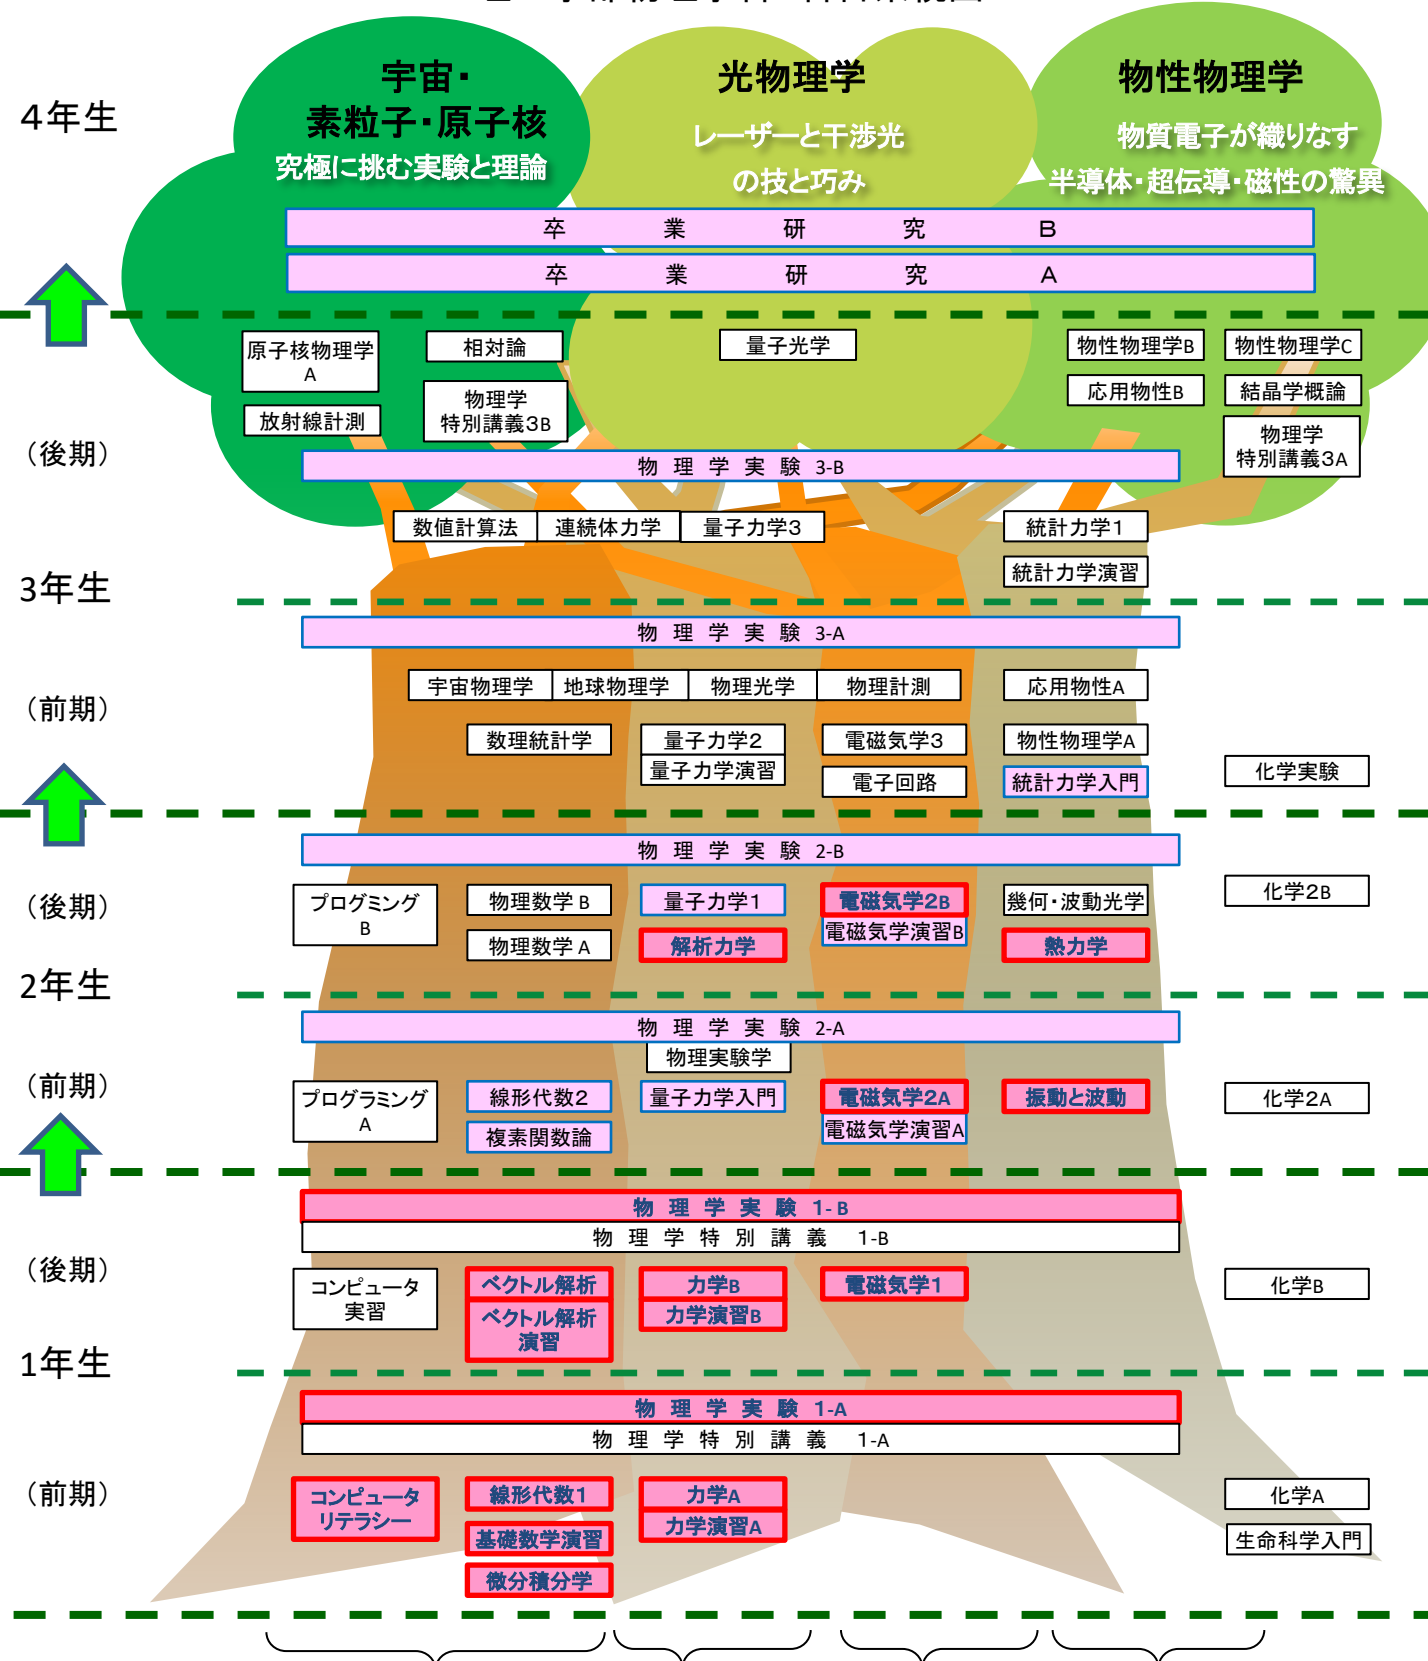 宇宙・
素粒子・原子核
究極に挑む実験と理論
光物理学
レーザーと干渉光
の技と巧み
物性物理学
物質電子が織りなす
半導体・超伝導・磁性の驚異
4年生
卒業研究B
卒業研究A
原子核物理学
A
相対論
量子光学
物性物理学B
物性物理学C
放射線計測
物理学
特別講義3B
応用物性B
結晶学概論
物理学
特別講義3A
（後期）
物理学実験 3-B
数値計算法
連続体力学
量子力学3
統計力学1
統計力学演習
3年生
物理学実験 3-A
（前期）
宇宙物理学
地球物理学
物理光学
物理計測
応用物性A
数理統計学
量子力学2
量子力学演習
電磁気学3
電子回路
物性物理学A
統計力学入門
化学実験
物理学実験 2-B
（後期）
プログミング
B
物理数学B
物理数学A
量子力学1
解析力学
電磁気学2B
電磁気学演習B
幾何・波動光学
熱力学
化学2B
2年生
物理学実験 2-A
物理実験学
（前期）
プログラミング
A
線形代数2
複素関数論
量子力学入門
電磁気学2A
電磁気学演習A
振動と波動
化学2A
物理学実験 1-B
物理学特別講義 1-B
（後期）
コンピュータ
実習
ベクトル解析
ベクトル解析
演習
力学B
力学演習B
電磁気学1
化学B
1年生
物理学実験 1-A
物理学特別講義 1-A
（前期）
コンピュータ
リテラシー
線形代数1
基礎数学演習
微分積分学
力学A
力学演習A
化学A
生命科学入門